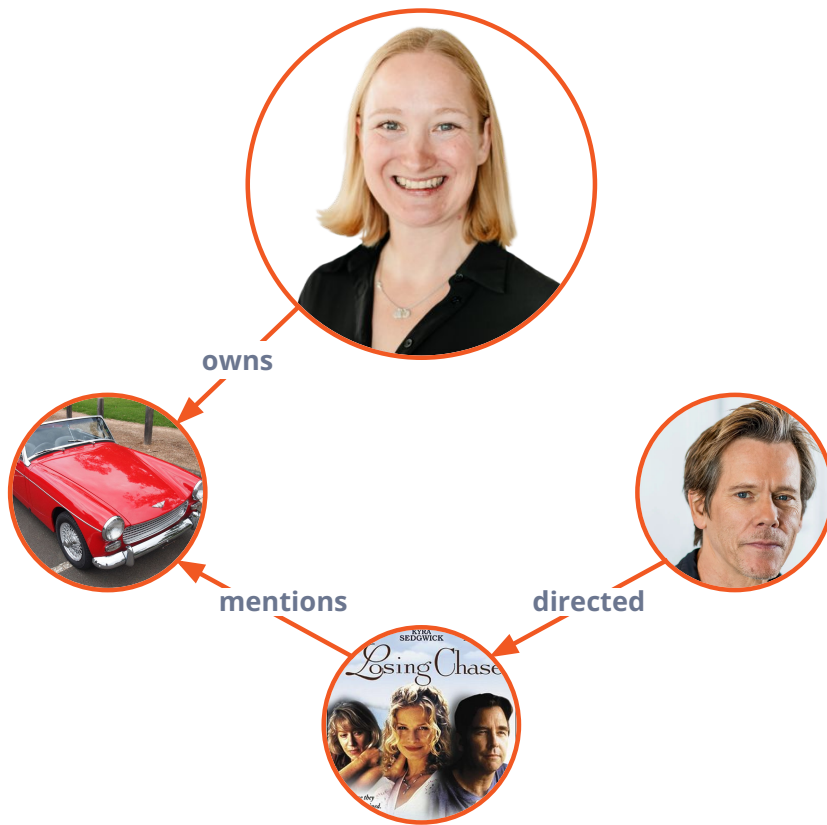 owns
mentions
directed
KYRA
SEDGWICK
Losing Chase